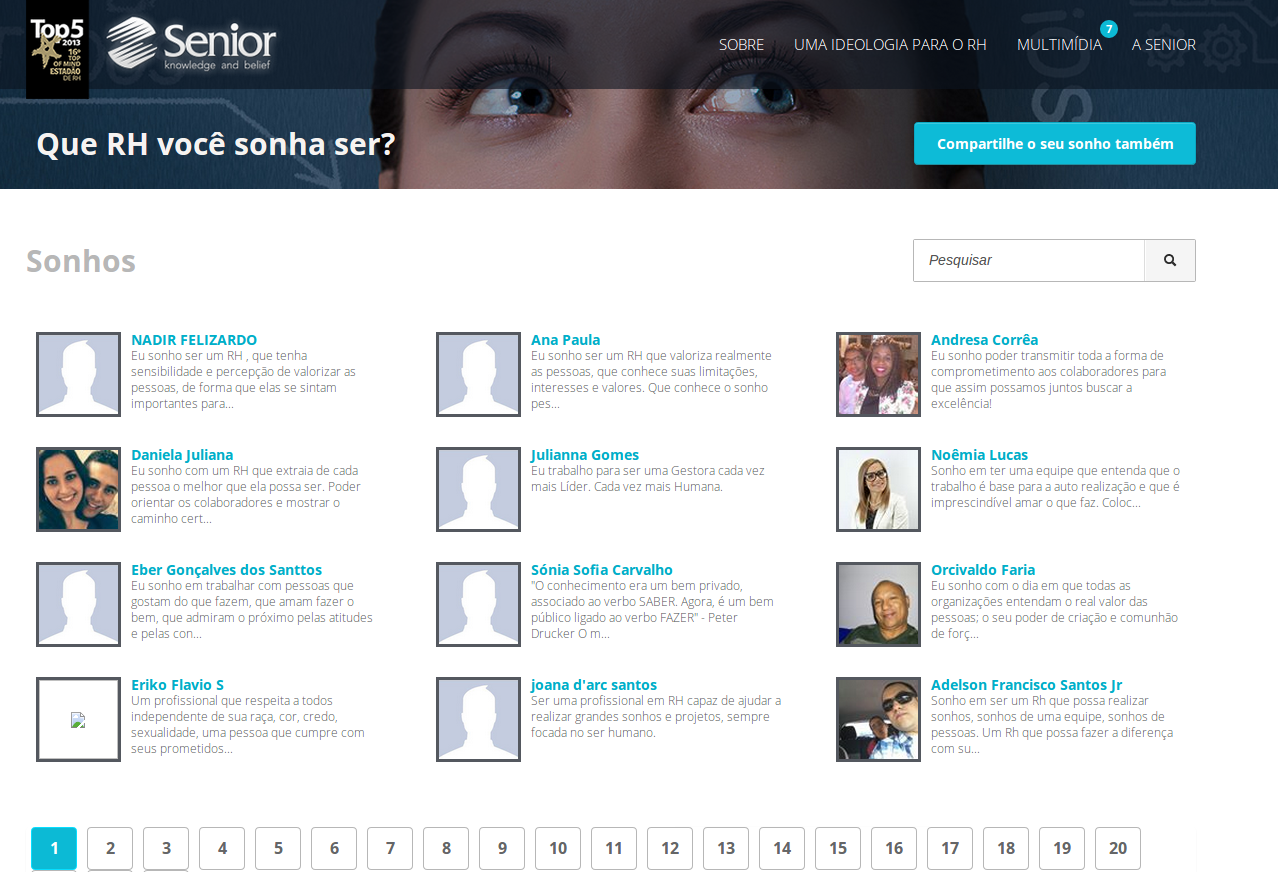 Top5
2013
16º
TOP
OF MIND
ESTADÃO
DE RH
Senior
knowledge and belief
SOBRE
UMA IDEOLOGIA PARA O RH
MULTIMÍDIA
7
A SENIOR
Que RH você sonha ser?
Compartilhe o seu sonho também
Sonhos
Pesquisar
NADIR FELIZARDO
Eu sonho ser um RH , que tenha
sensibilidade e percepção de valorizar as
pessoas, de forma que elas se sintam
importantes para...
Ana Paula
Eu sonho ser um RH que valoriza realmente
as pessoas, que conhece suas limitações,
interesses e valores. Que conhece o sonho
pes...
Andresa Corrêa
Eu sonho poder transmitir toda a forma de
comprometimento aos colaboradores para
que assim possamos juntos buscar a
excelência!
Daniela Juliana
Eu sonho com um RH que extraia de cada
pessoa o melhor que ela possa ser. Poder
orientar os colaboradores e mostrar o
caminho cert...
Julianna Gomes
Eu trabalho para ser uma Gestora cada vez
mais Líder. Cada vez mais Humana.
Noêmia Lucas
Sonho em ter uma equipe que entenda que o
trabalho é base para a auto realização e que é
imprescindível amar o que faz. Coloc...
Eber Gonçalves dos Santtos
Eu sonho em trabalhar com pessoas que
gostam do que fazem, que amam fazer o
bem, que admiram o próximo pelas atitudes
e pelas con...
Sónia Sofia Carvalho
"O conhecimento era um bem privado,
associado ao verbo SABER. Agora, é um bem
público ligado ao verbo FAZER" - Peter
Drucker O m...
Orcivaldo Faria
Eu sonho com o dia em que todas as
organizações entendam o real valor das
pessoas; o seu poder de criação e comunhão
de forç...
Eriko Flavio S
Um profissional que respeita a todos
independente de sua raça, cor, credo,
sexualidade, uma pessoa que cumpre com
seus prometidos...
joana d'arc santos
Ser uma profissional em RH capaz de ajudar a
realizar grandes sonhos e projetos, sempre
focada no ser humano.
Adelson Francisco Santos Jr
Sonho em ser um Rh que possa realizar
sonhos, sonhos de uma equipe, sonhos de
pessoas. Um Rh que possa fazer a diferença
com su...
1 2 3 4 5 6 7 8 9 10 11 12 13 14 15 16 17 18 19 20